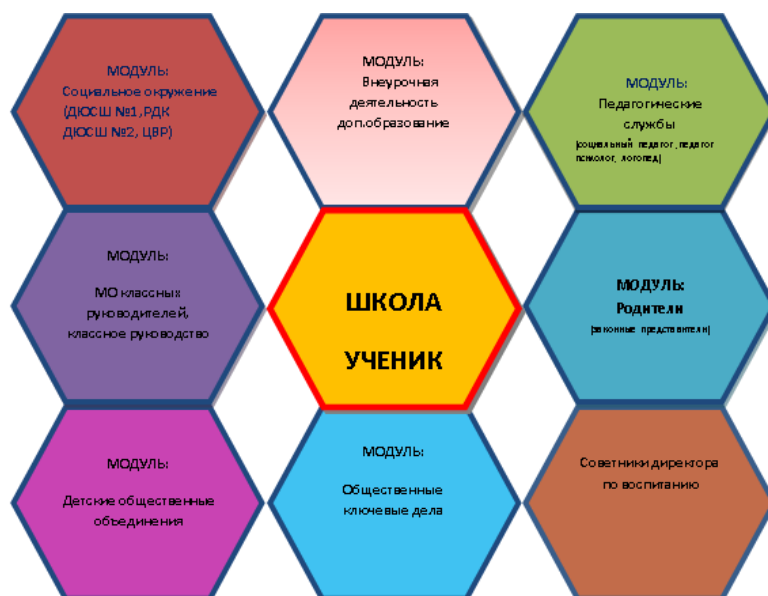 МОДУЛЬ:
Социальное окружение
(ДЮСШ №1,РДК
ДЮСШ №2, ЦВР)
МОДУЛЬ:
Внеурочная
деятельность
доп.образование
МОДУЛЬ:
Педагогические
службы
(социальный педагог, педагог
психолог, логопед)
МОДУЛЬ:
МО классных
руководителей,
классное руководство
ШКОЛА
УЧЕНИК
МОДУЛЬ:
Родители
(законные представители)
МОДУЛЬ:
Детские общественные
объединения
МОДУЛЬ:
Общественные
ключевые дела
Советники директора
по воспитанию